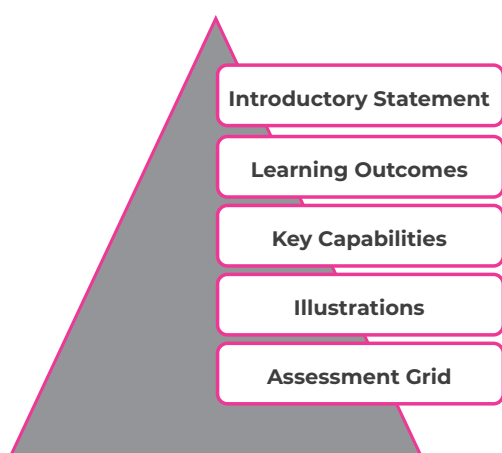 Introductory Statement
Learning Outcomes
Key Capabilities
Illustrations
Assessment Grid